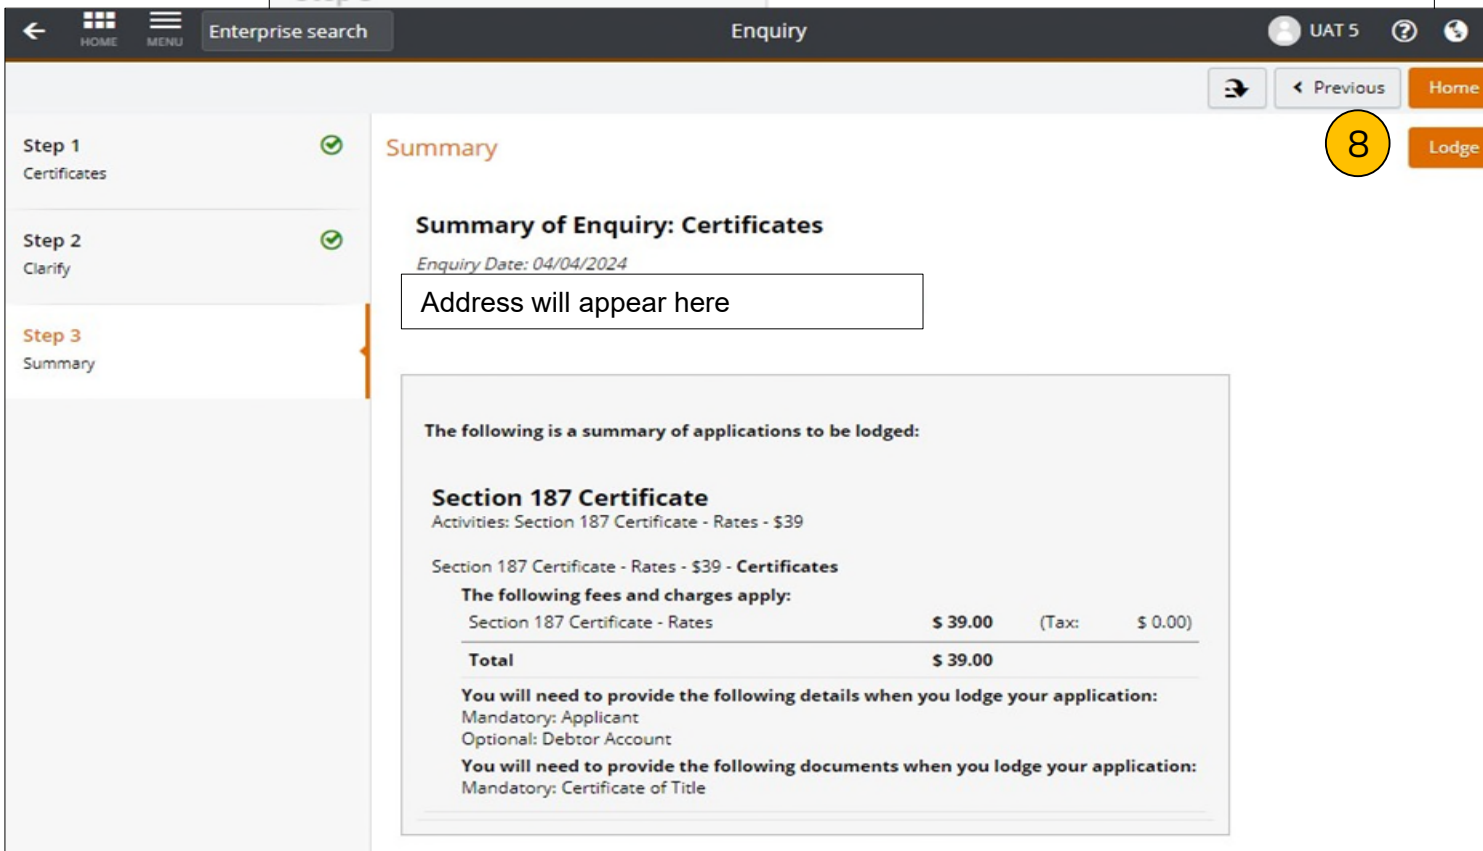 HOME
MENU
Enterprise search
Enquiry
UAT 5
Previous
Home
Step 1
Certificates
Summary
8
Lodge
Step 2
Clarify
Summary of Enquiry: Certificates
Enquiry Date: 04/04/2024
Address will appear here
Step 3
Summary
The following is a summary of applications to be lodged:
Section 187 Certificate
Activities: Section 187 Certificate - Rates - $39
Section 187 Certificate - Rates - $39 - Certificates
The following fees and charges apply:
Section 187 Certificate - Rates $ 39.00 (Tax: $ 0.00)
Total $ 39.00
You will need to provide the following details when you lodge your application:
Mandatory: Applicant
Optional: Debtor Account
You will need to provide the following documents when you lodge your application:
Mandatory: Certificate of Title